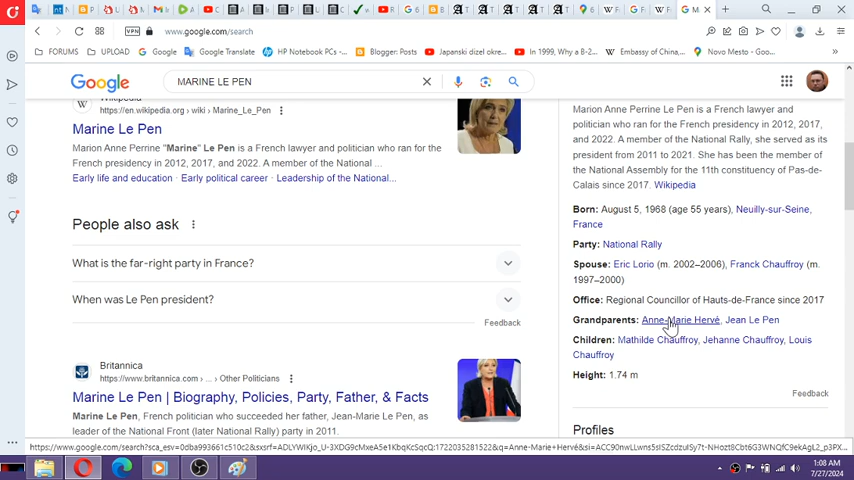 VPN
www.google.com/search
FORUMS
UPLOAD
Google
Google Translate
HP Notebook PCs -
Blogger: Posts
Japanski dizel okre...
In 1999, Why a B-2...
Embassy of China,...
Novo Mesto - Goo...
Google
MARINE LE PEN
Wikipedia
https://en.wikipedia.org › wiki › Marine_Le_Pen
Marine Le Pen
Marion Anne Perrine "Marine" Le Pen is a French lawyer and politician who ran for the
French presidency in 2012, 2017, and 2022. A member of the National ...
Early life and education · Early political career · Leadership of the National...
People also ask
What is the far-right party in France?
When was Le Pen president?
Feedback
Britannica
https://www.britannica.com › ... › Other Politicians
Marine Le Pen | Biography, Policies, Party, Father, & Facts
Marine Le Pen, French politician who succeeded her father, Jean-Marie Le Pen, as
leader of the National Front (later National Rally) party in 2011.
Marion Anne Perrine Le Pen is a French lawyer and
politician who ran for the French presidency in 2012, 2017,
and 2022. A member of the National Rally, she served as its
president from 2011 to 2021. She has been the member of
the National Assembly for the 11th constituency of Pas-de-
Calais since 2017. Wikipedia
Born: August 5, 1968 (age 55 years), Neuilly-sur-Seine,
France
Party: National Rally
Spouse: Eric Lorio (m. 2002–2006), Franck Chauffroy (m.
1997–2000)
Office: Regional Councillor of Hauts-de-France since 2017
Grandparents: Anne-Marie Hervé, Jean Le Pen
Children: Mathilde Chauffroy, Jehanne Chauffroy, Louis
Chauffroy
Height: 1.74 m
Feedback
Profiles
1:08 AM
7/27/2024